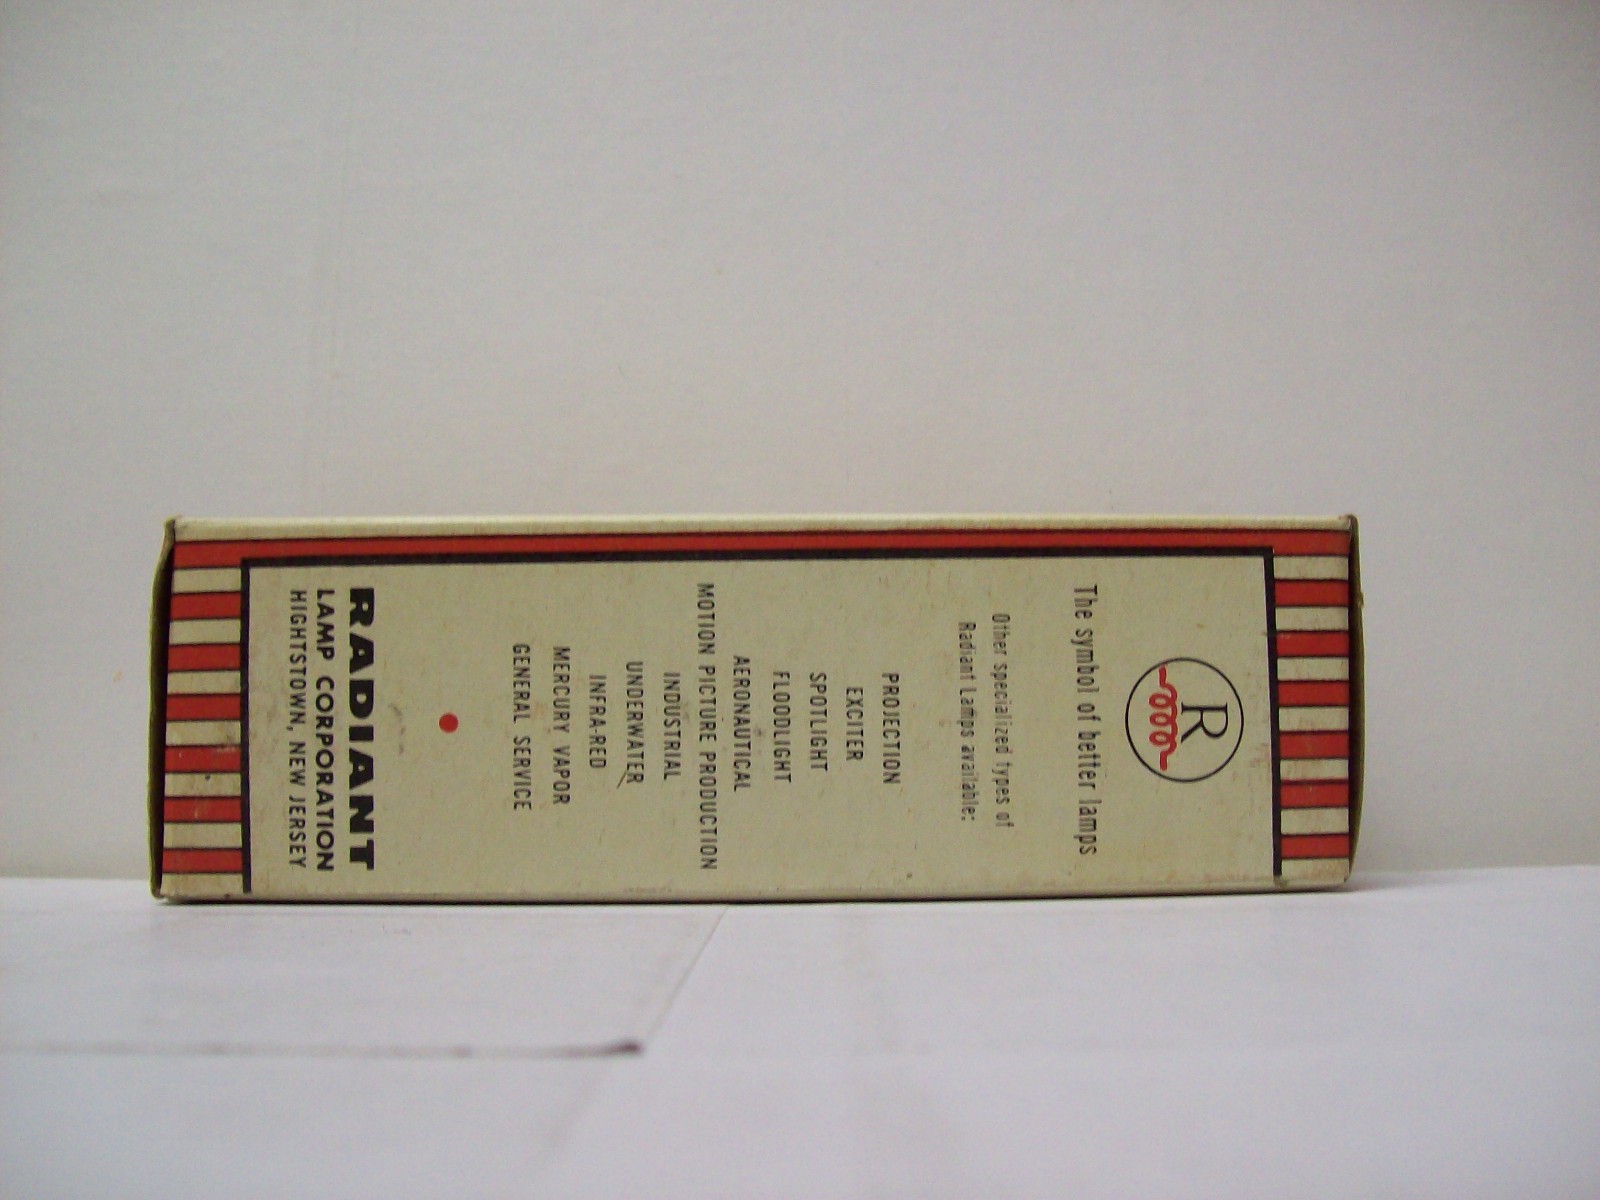 R
The symbol of better lamps
Other specialized types of
Radiant Lamps available:
PROJECTION
EXCITER
SPOTLIGHT
FLOODLIGHT
AERONAUTICAL
MOTION PICTURE PRODUCTION
INDUSTRIAL
UNDERWATER
INFRA-RED
MERCURY VAPOR
GENERAL SERVICE
RADIANT
LAMP CORPORATION
HIGHTSTOWN, NEW JERSEY